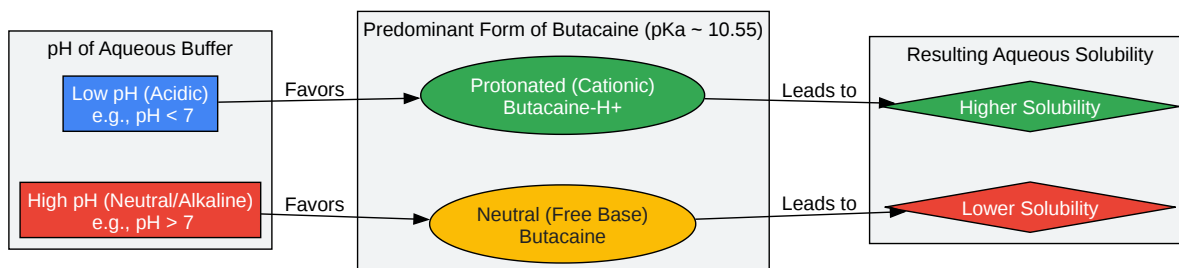 pH of Aqueous Buffer
Low pH (Acidic)
e.g., pH < 7
High pH (Neutral/Alkaline)
e.g., pH > 7
Favors
Favors
Predominant Form of Butacaine (pKa ~ 10.55)
Protonated (Cationic)
Butacaine-H+
Neutral (Free Base)
Butacaine
Leads to
Leads to
Resulting Aqueous Solubility
Higher Solubility
Lower Solubility